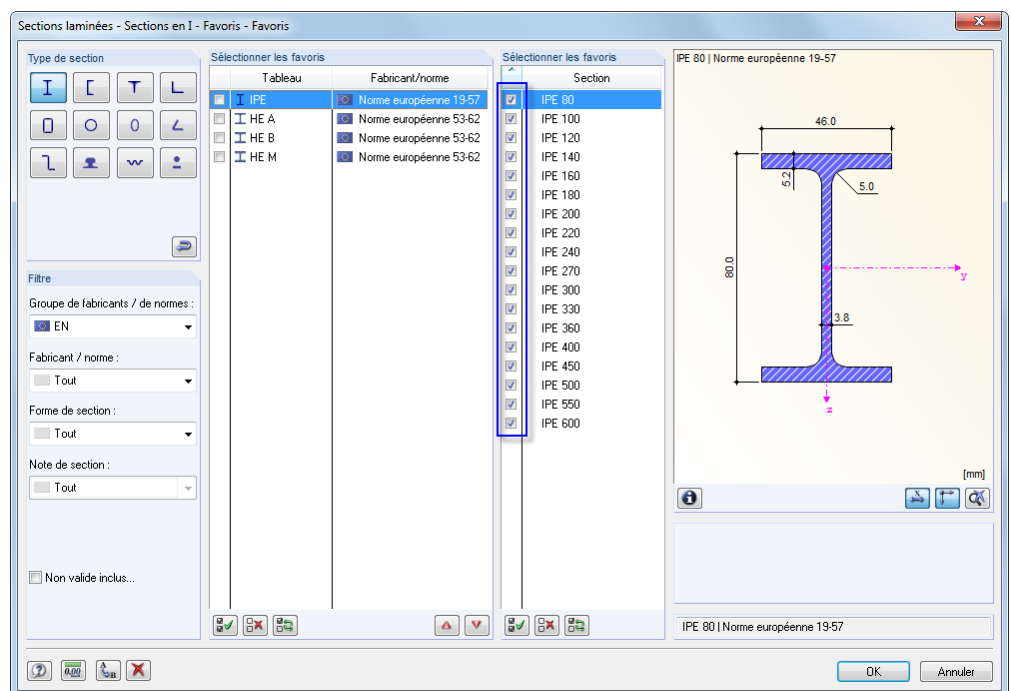 Sections laminées - Sections en I - Favoris - Favoris
Type de section
Filtre
Groupe de fabricants / de normes :
EN
Fabricant / norme :
Tout
Forme de section :
Tout
Note de section :
Tout
Non valide inclus...
Sélectionner les favoris
Tableau Fabricant/norme
IPE Norme européenne 19-57
HE A Norme européenne 53-62
HE B Norme européenne 53-62
HE M Norme européenne 53-62
Sélectionner les favoris
Section
IPE 80
IPE 100
IPE 120
IPE 140
IPE 160
IPE 180
IPE 200
IPE 220
IPE 240
IPE 270
IPE 300
IPE 330
IPE 360
IPE 400
IPE 450
IPE 500
IPE 550
IPE 600
IPE 80 | Norme européenne 19-57
46.0
5.2
5.0
80.0
y
3.8
z
[mm]
IPE 80 | Norme européenne 19-57
0.00
A B
OK
Annuler